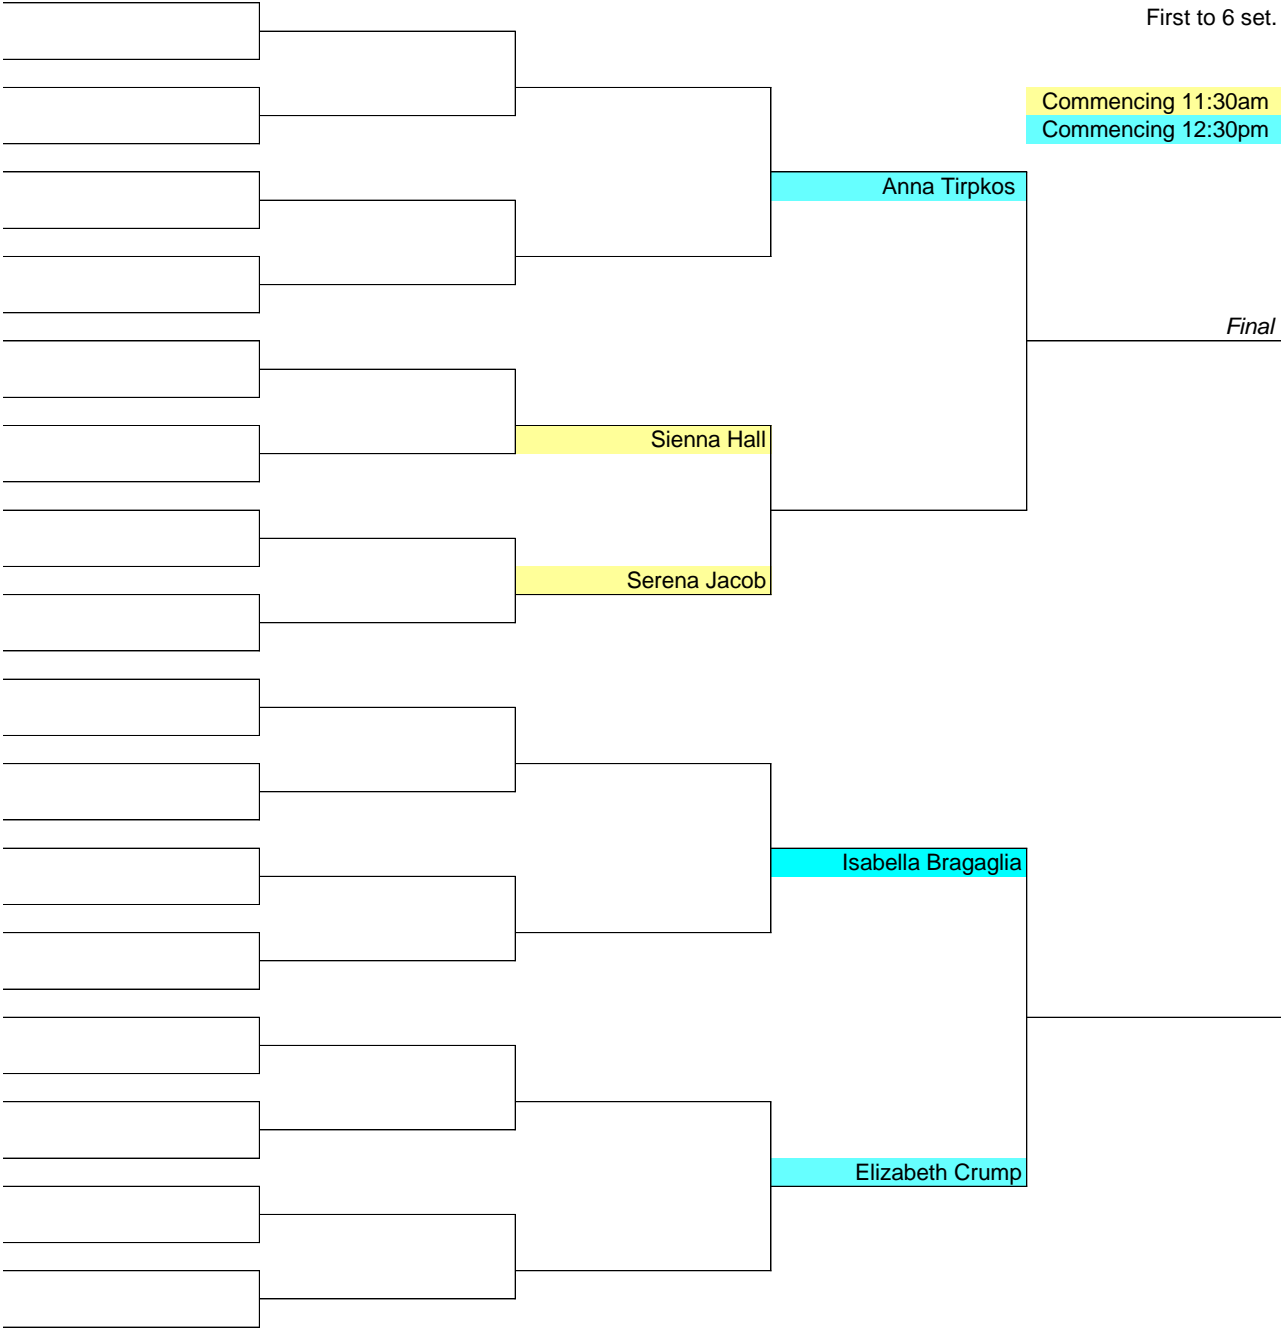 First to 6 set.
Commencing 11:30am
Commencing 12:30pm
Anna Tirpkos
Final
Sienna Hall
Serena Jacob
Isabella Bragaglia
Elizabeth Crump